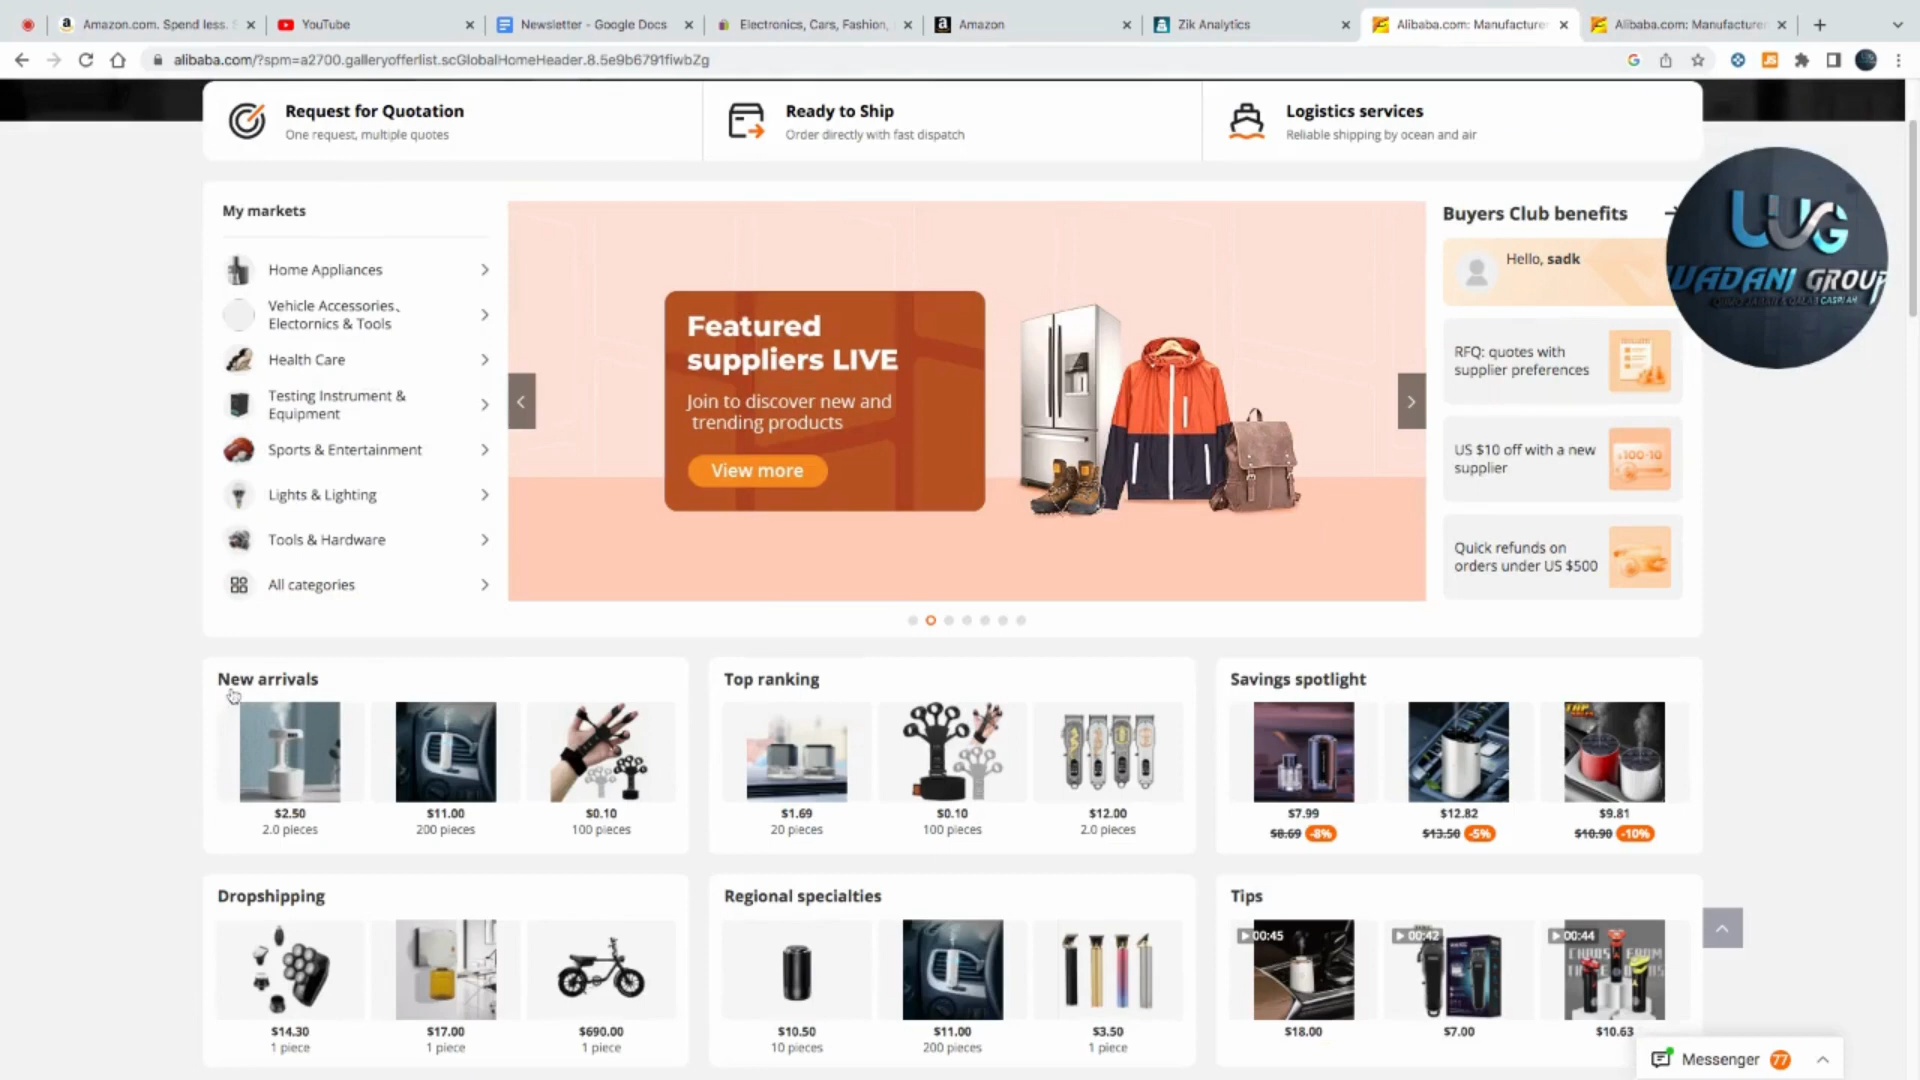 Amazon.com. Spend less.
YouTube
Newsletter - Google Docs
Electronics, Cars, Fashion,
Amazon
Zik Analytics
Alibaba.com: Manufacturer
Alibaba.com: Manufacturer
alibaba.com/?spm=a2700.galleryofferlist.scGlobalHomeHeader.8.5e9b6791fiwbZg
Request for Quotation
One request, multiple quotes
Ready to Ship
Order directly with fast dispatch
Logistics services
Reliable shipping by ocean and air
My markets
Home Appliances
Vehicle Accessories、
Electornics & Tools
Health Care
Testing Instrument &
Equipment
Sports & Entertainment
Lights & Lighting
Tools & Hardware
All categories
Featured
suppliers LIVE
Join to discover new and
trending products
View more
Buyers Club benefits
Hello, sadk
RFQ: quotes with
supplier preferences
US $10 off with a new
supplier
$100-10
Quick refunds on
orders under US $500
WADANI GROUP
New arrivals
$2.50
2.0 pieces
$11.00
200 pieces
$0.10
100 pieces
Top ranking
$1.69
20 pieces
$0.10
100 pieces
$12.00
2.0 pieces
Savings spotlight
$7.99
$8.69 -8%
$12.82
$13.50 -5%
$9.81
$10.90 -10%
Dropshipping
$14.30
1 piece
$17.00
1 piece
$690.00
1 piece
Regional specialties
$10.50
10 pieces
$11.00
200 pieces
$3.50
1 piece
Tips
00:45
$18.00
00:42
$7.00
00:44
$10.63
Messenger 77